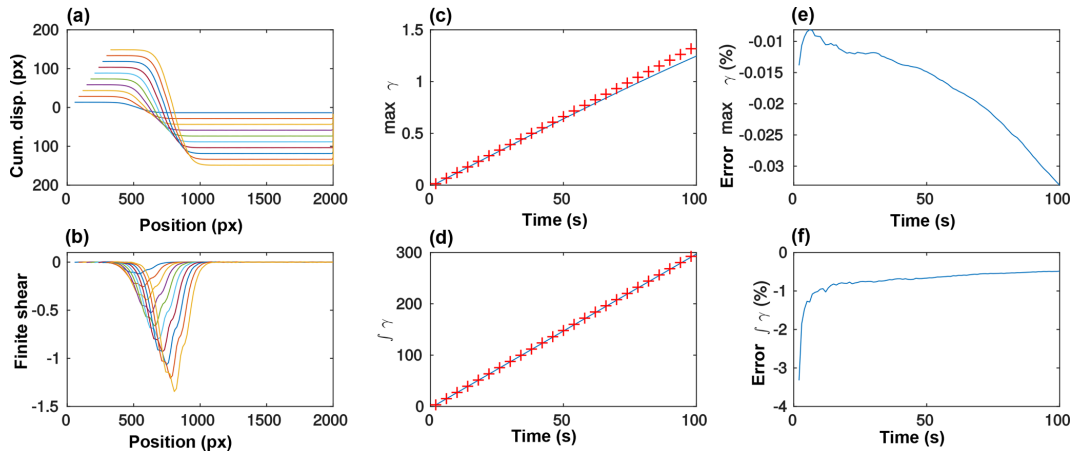 (a)
200
100
0
100
200
Cum. disp. (px)
0 500 1000 1500 2000
Position (px)
(b)
0
-0.5
-1
-1.5
Finite shear
0 500 1000 1500 2000
Position (px)
(c)
1.5
1
0.5
0
max γ
0 50 100
Time (s)
(d)
300
200
100
0
∫ γ
0 50 100
Time (s)
(e)
-0.01
-0.015
-0.02
-0.025
-0.03
Error max γ (%)
0 50 100
Time (s)
(f)
0
-1
-2
-3
-4
Error ∫ γ (%)
0 50 100
Time (s)